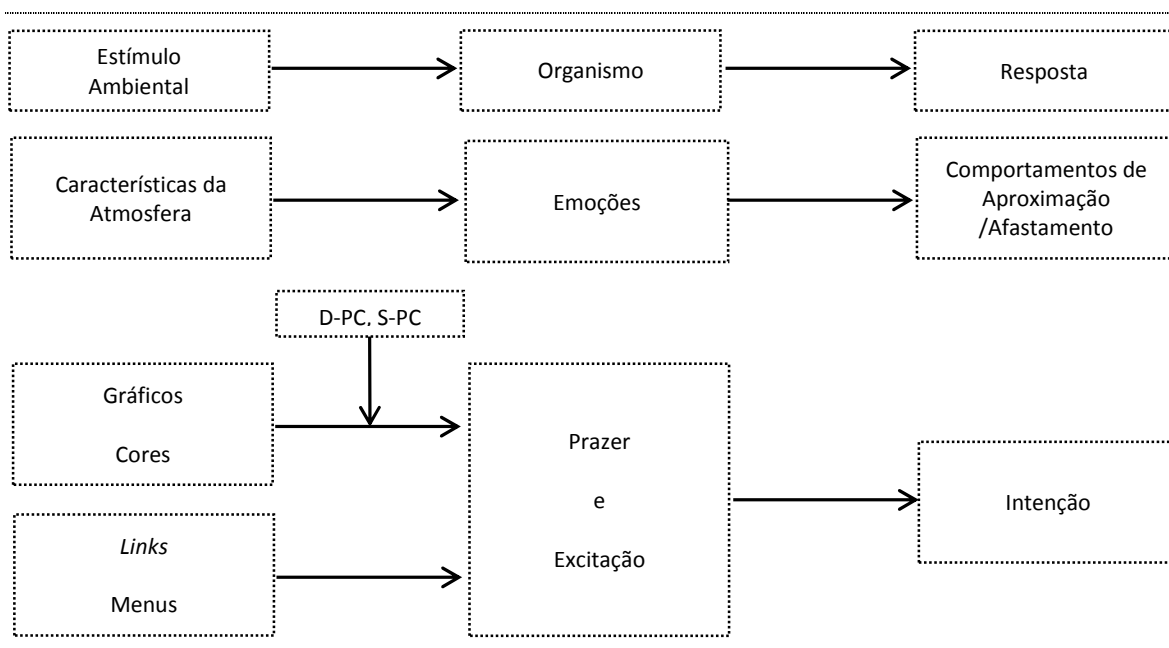 Estímulo
Ambiental
Organismo
Resposta
Características da
Atmosfera
Emoções
Comportamentos de
Aproximação
/Afastamento
D-PC, S-PC
Gráficos
Cores
Links
Menus
Prazer
e
Excitação
Intenção